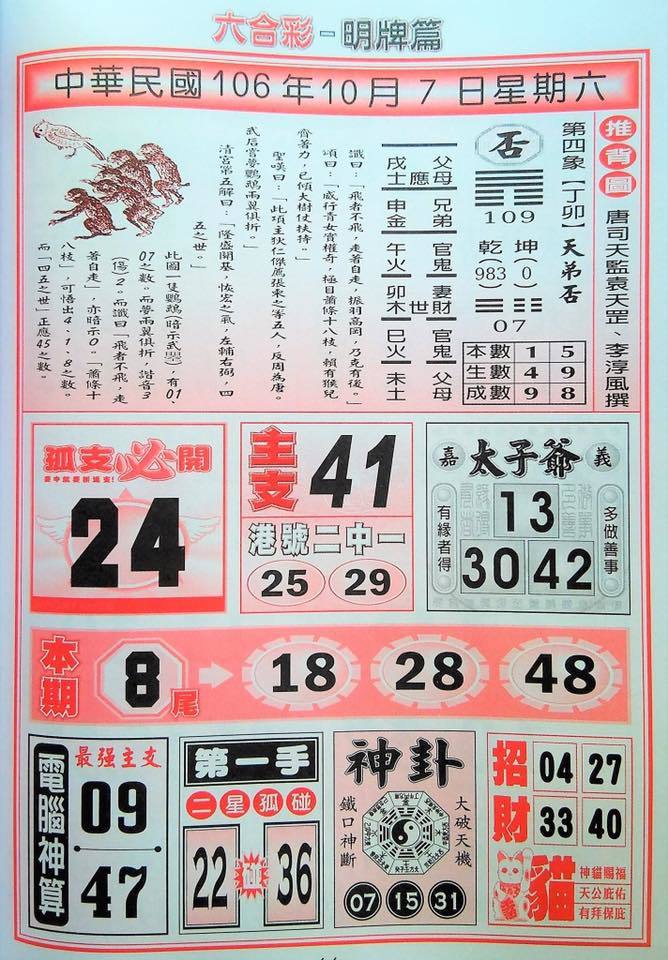 六合彩-明牌篇
中華民國106年10月7日星期六
推背圖
唐司天監袁天罡、李淳風撰
第四象【丁卯】天弟否
否
109
乾 坤
(983) (0)
07
本數 1 5
生數 4 9
成數 9 8
父母 兄弟 官鬼 妻財 官鬼 父母
應 世
戌土 申金 午火 卯木 巳火 未土
讖曰：「飛者不飛，走者自走，振羽高岡，乃克有後。」
頌曰：「威行青女實權奇，極目蕭條十八枝，賴有猴兒
齊著力，已傾大樹仗扶持。」
聖嘆曰：「此項主狄仁傑薦張柬之等五人，反周為唐。
武后曾夢鸚鵡兩翼俱折。」
清宮第五解曰：「隆盛開基，恢宏之氣，左輔右弼，四
五之世。」
此國一隻鸚鵡（暗示武瞾），有01、
07之數。而夢兩翼俱折，諧音3
（傷）2。而讖曰「飛者不飛，走
著自走」，亦暗示0。「蕭條十
八枝」，可悟出4、1、8之數。
而「四五之世」正應45之數。
孤支必開
要中就要拼孤支!
24
主支 41
港號二中一
25 29
嘉 太子爺 義
有緣者得
13
30 42
多做善事
本期 8尾
18 28 48
電腦神算
最强主支
09
47
第一手
二星孤碰
22 碰 36
神卦
鐵口神斷
大破天機
07 15 31
招財貓
04 27
33 40
神貓賜福
天公庇佑
有拜保庇